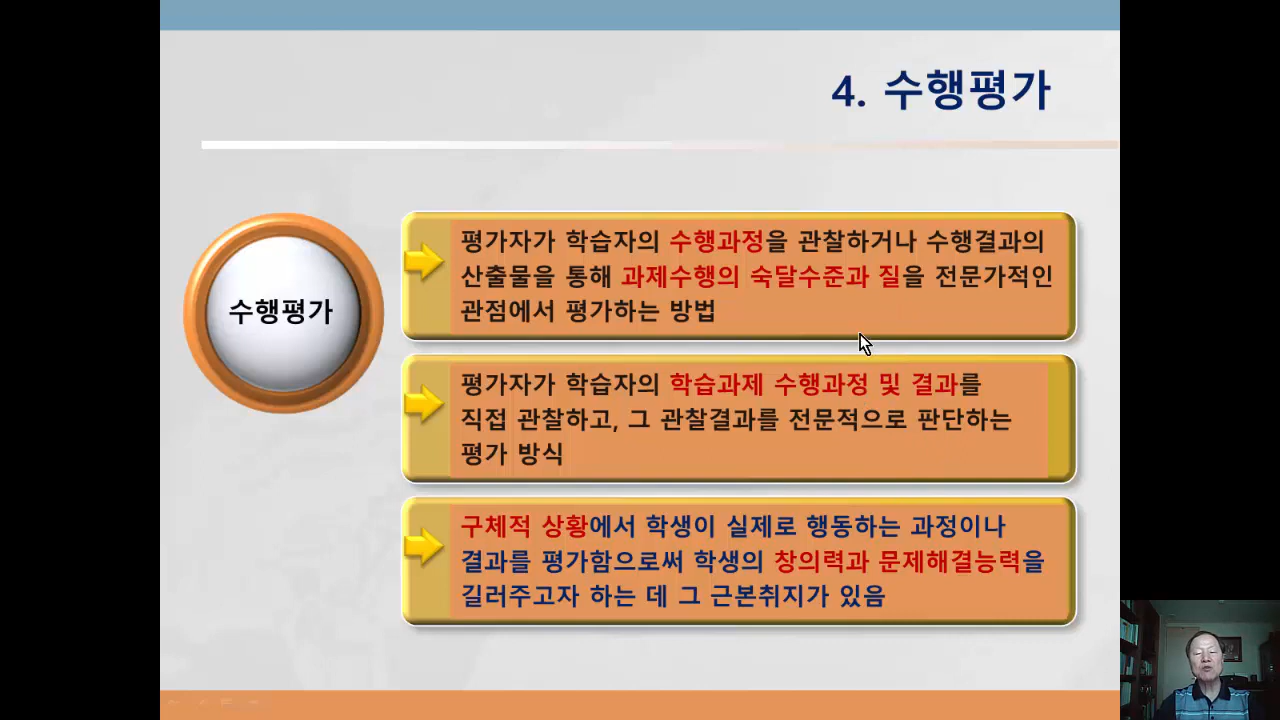 4. 수행평가
수행평가
평가자가 학습자의 수행과정을 관찰하거나 수행결과의
산출물을 통해 과제수행의 숙달수준과 질을 전문가적인
관점에서 평가하는 방법
평가자가 학습자의 학습과제 수행과정 및 결과를
직접 관찰하고, 그 관찰결과를 전문적으로 판단하는
평가 방식
구체적 상황에서 학생이 실제로 행동하는 과정이나
결과를 평가함으로써 학생의 창의력과 문제해결능력을
길러주고자 하는 데 그 근본취지가 있음